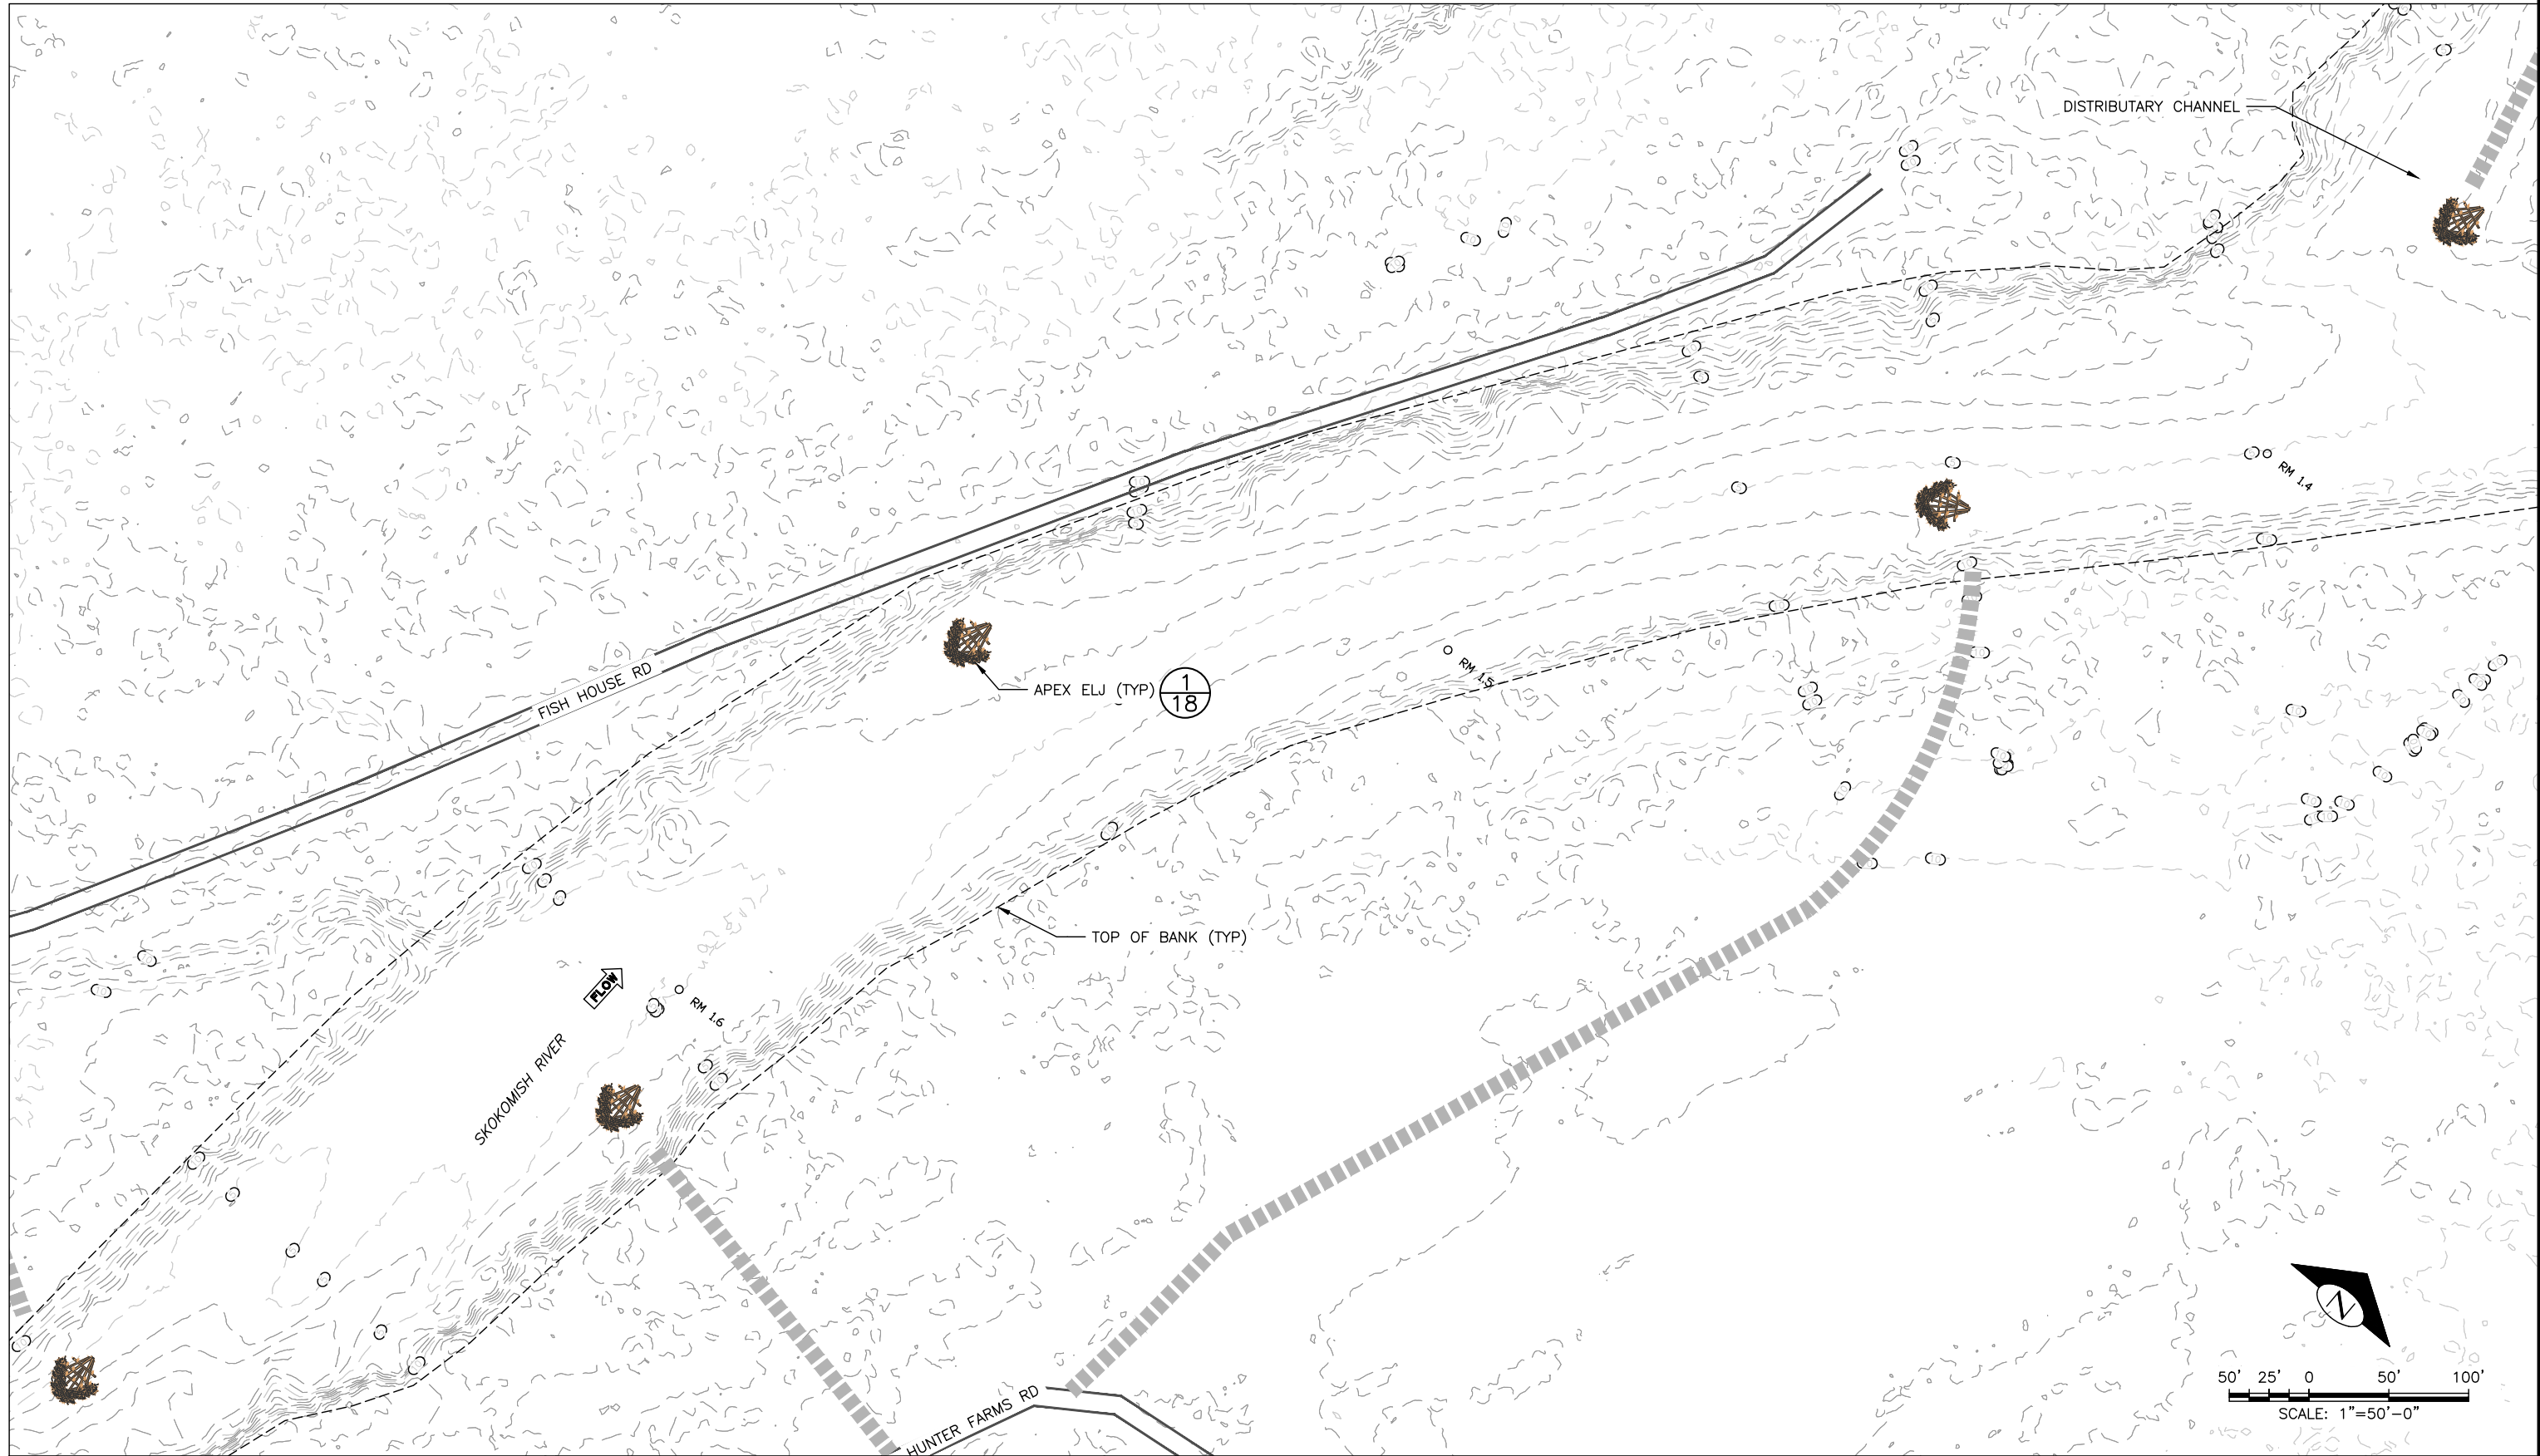 DISTRIBUTARY CHANNEL
RM 1.4
FISH HOUSE RD
RM 1.5
APEX ELJ (TYP)
1
18
TOP OF BANK (TYP)
FLOW
RM 1.6
SKOKOMISH RIVER
N
HUNTER FARMS RD
50' 25' 0 50' 100'
SCALE: 1"=50'-0"